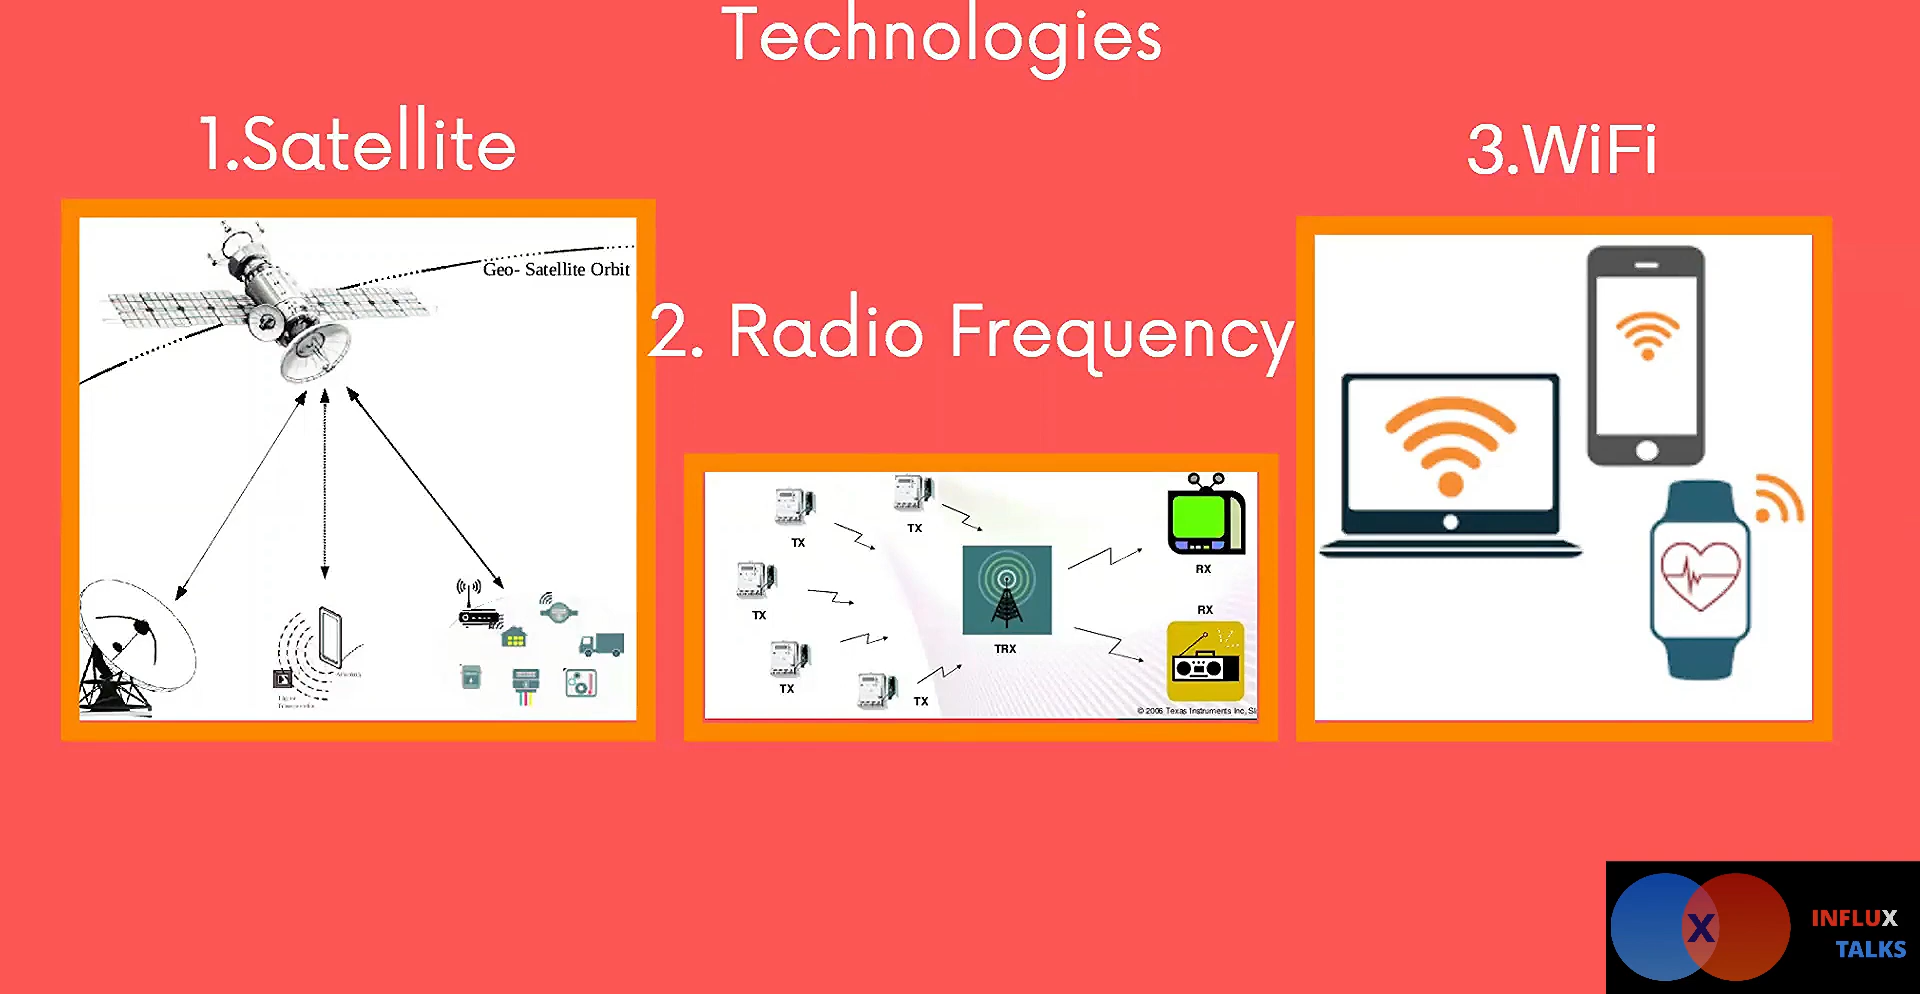 Technologies
1.Satellite
3.WiFi
Geo- Satellite Orbit
2. Radio Frequency
TX
TX
TX
TX
TX
TRX
RX
RX
© 2006 Texas Instruments Inc, Sl
X
INFLUX
TALKS